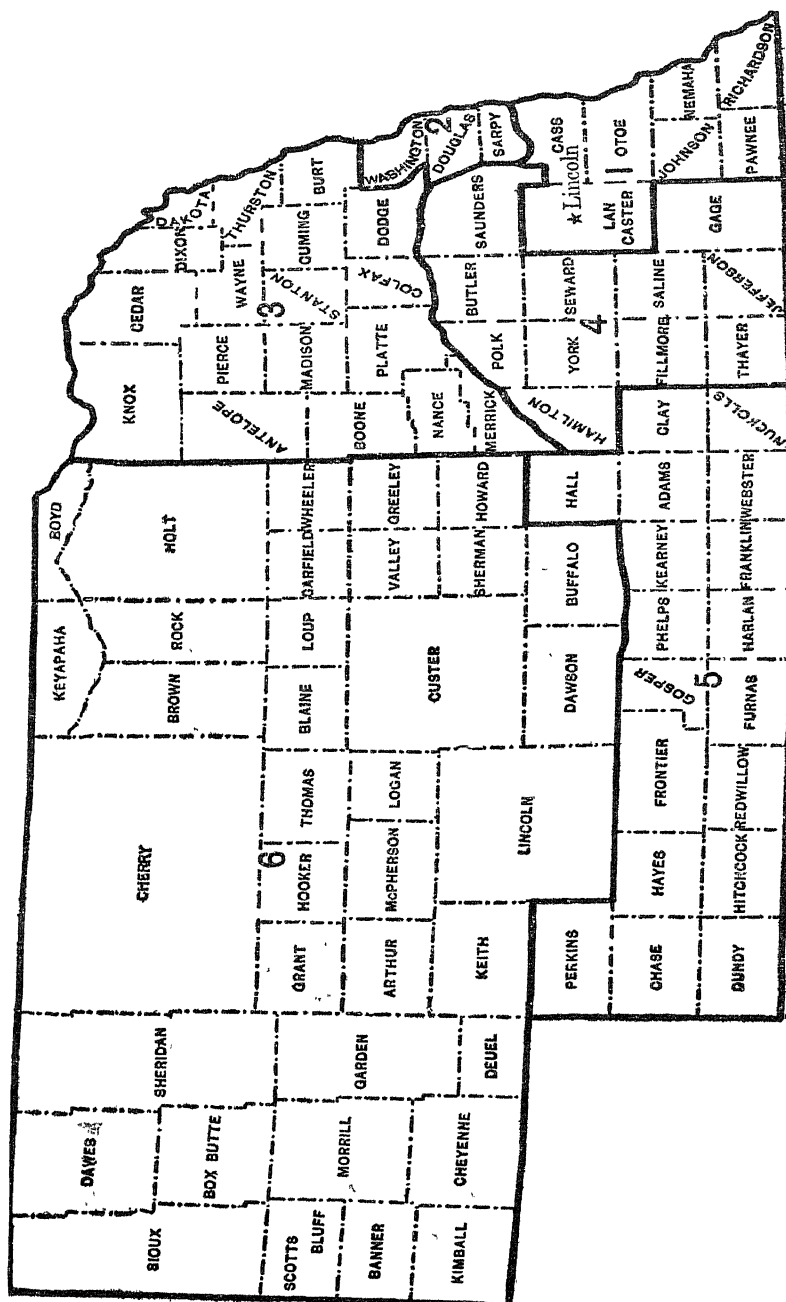 SIOUX
DAWES
BOX BUTTE
SHERIDAN
SCOTTS
BLUFF
BANNER
KIMBALL
MORRILL
CHEYENNE
GARDEN
DEUEL
CHERRY
GRANT
HOOKER
6
THOMAS
ARTHUR
McPHERSON
LOGAN
KEITH
LINCOLN
PERKINS
CHASE
DUNDY
HAYES
HITCHCOCK
FRONTIER
REDWILLOW
GOSPER
5
FURNAS
KEYAPAHA
BROWN
ROCK
BOYD
HOLT
BLAINE
LOUP
GARFIELD
WHEELER
CUSTER
VALLEY
GREELEY
SHERMAN
HOWARD
DAWSON
BUFFALO
HALL
PHELPS
KEARNEY
ADAMS
CLAY
HARLAN
FRANKLIN
WEBSTER
NUCKOLLS
KNOX
CEDAR
DIXON
DAKOTA
ANTELOPE
PIERCE
WAYNE
THURSTON
3
MADISON
STANTON
CUMING
BURT
BOONE
PLATTE
COLFAX
DODGE
WASHINGTON
NANCE
MERRICK
2
DOUGLAS
SARPY
POLK
BUTLER
SAUNDERS
HAMILTON
YORK
SEWARD
4
Lincoln
LAN
CASTER
CASS
OTOE
1
FILLMORE
SALINE
THAYER
JEFFERSON
GAGE
JOHNSON
NEMAHA
PAWNEE
RICHARDSON